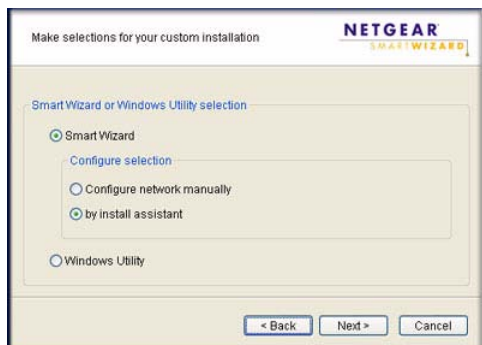 Make selections for your custom installation
NETGEAR
SMARTWIZARD
Smart Wizard or Windows Utility selection
Smart Wizard
Configure selection
Configure network manually
by install assistant
Windows Utility
< Back
Next >
Cancel